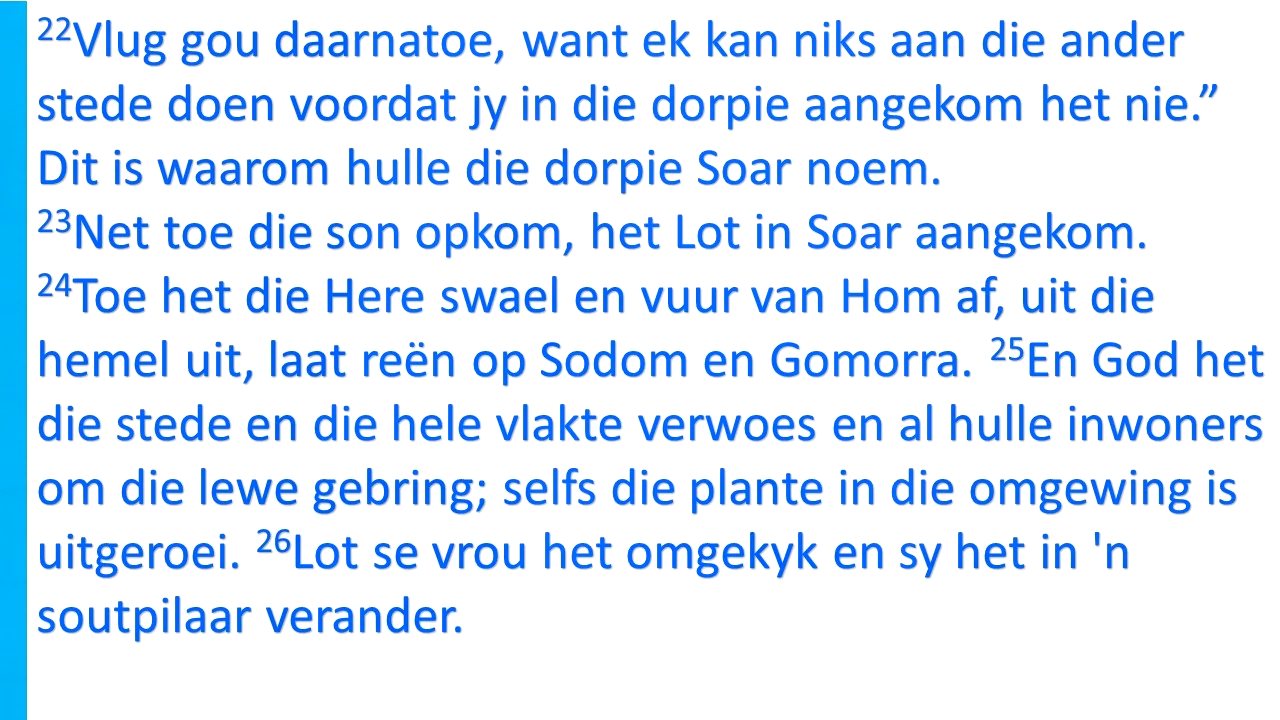 ²²Vlug gou daarnatoe, want ek kan niks aan die ander
stede doen voordat jy in die dorpie aangekom het nie.”
Dit is waarom hulle die dorpie Soar noem.
²³Net toe die son opkom, het Lot in Soar aangekom.
²⁴Toe het die Here swael en vuur van Hom af, uit die
hemel uit, laat reën op Sodom en Gomorra. ²⁵En God het
die stede en die hele vlakte verwoes en al hulle inwoners
om die lewe gebring; selfs die plante in die omgewing is
uitgeroei. ²⁶Lot se vrou het omgekyk en sy het in 'n
soutpilaar verander.